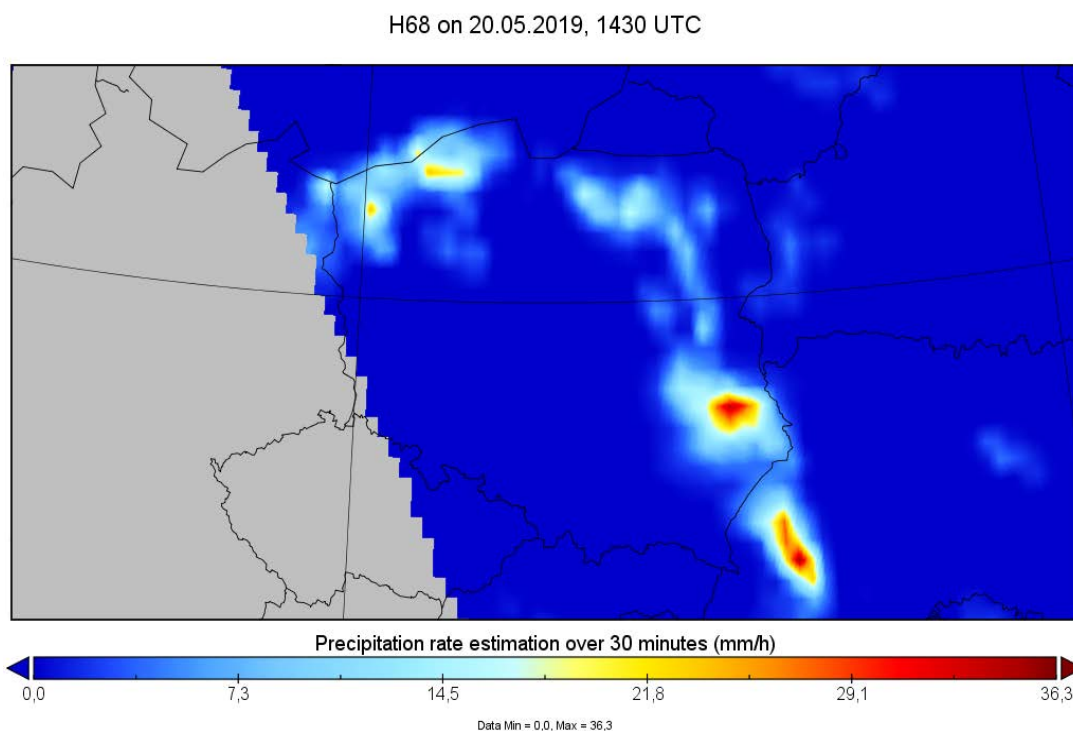 H68 on 20.05.2019, 1430 UTC
Precipitation rate estimation over 30 minutes (mm/h)
0,0 7,3 14,5 21,8 29,1 36,3
Data Min = 0,0, Max = 36,3